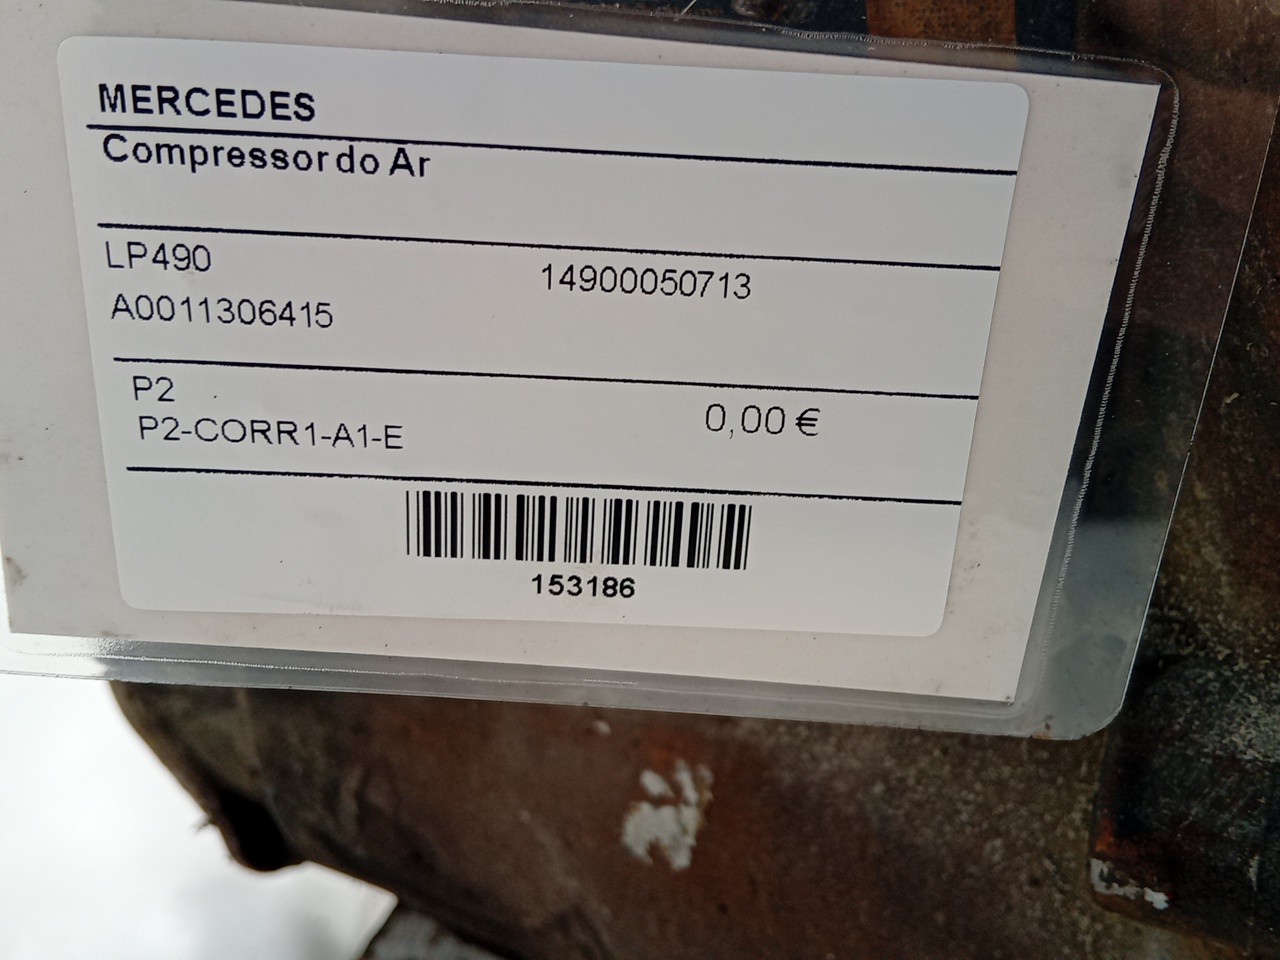 MERCEDES
Compressor do Ar
LP490
14900050713
A0011306415
P2
P2-CORR1-A1-E
0,00 €
153186